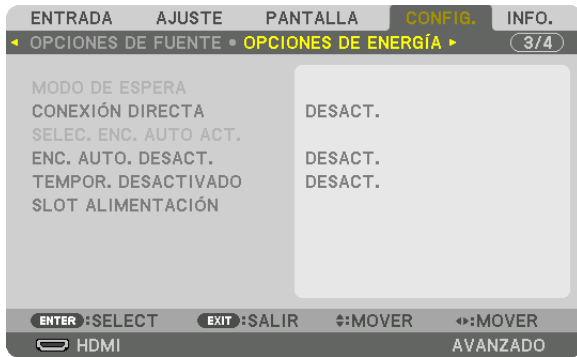 ENTRADA AJUSTE PANTALLA CONFIG. INFO.
◂ OPCIONES DE FUENTE • OPCIONES DE ENERGÍA ▸ 3/4
MODO DE ESPERA
CONEXIÓN DIRECTA DESACT.
SELEC. ENC. AUTO ACT.
ENC. AUTO. DESACT. DESACT.
TEMPOR. DESACTIVADO DESACT.
SLOT ALIMENTACIÓN
ENTER :SELECT EXIT :SALIR :MOVER :MOVER
HDMI AVANZADO